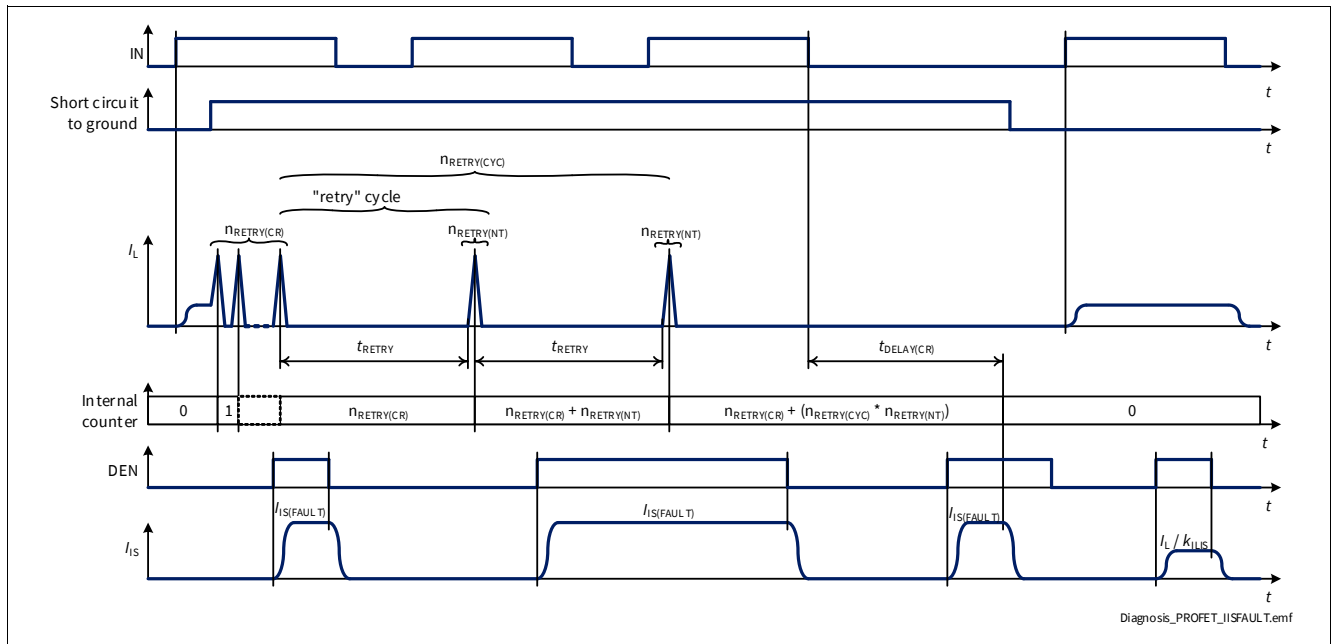 IN
t
Short circuit
to ground
t
nRETRY(CYC)
"retry" cycle
nRETRY(CR)
nRETRY(NT)
nRETRY(NT)
IL
t
tRETRY
tRETRY
tDELAY(CR)
Internal
counter
0
1
nRETRY(CR)
nRETRY(CR) + nRETRY(NT)
nRETRY(CR) + (nRETRY(CYC) * nRETRY(NT))
0
t
DEN
t
IIS(FAULT)
IIS(FAULT)
IIS(FAULT)
IL / kILIS
IIS
t
Diagnosis_PROFET_IISFAULT.emf